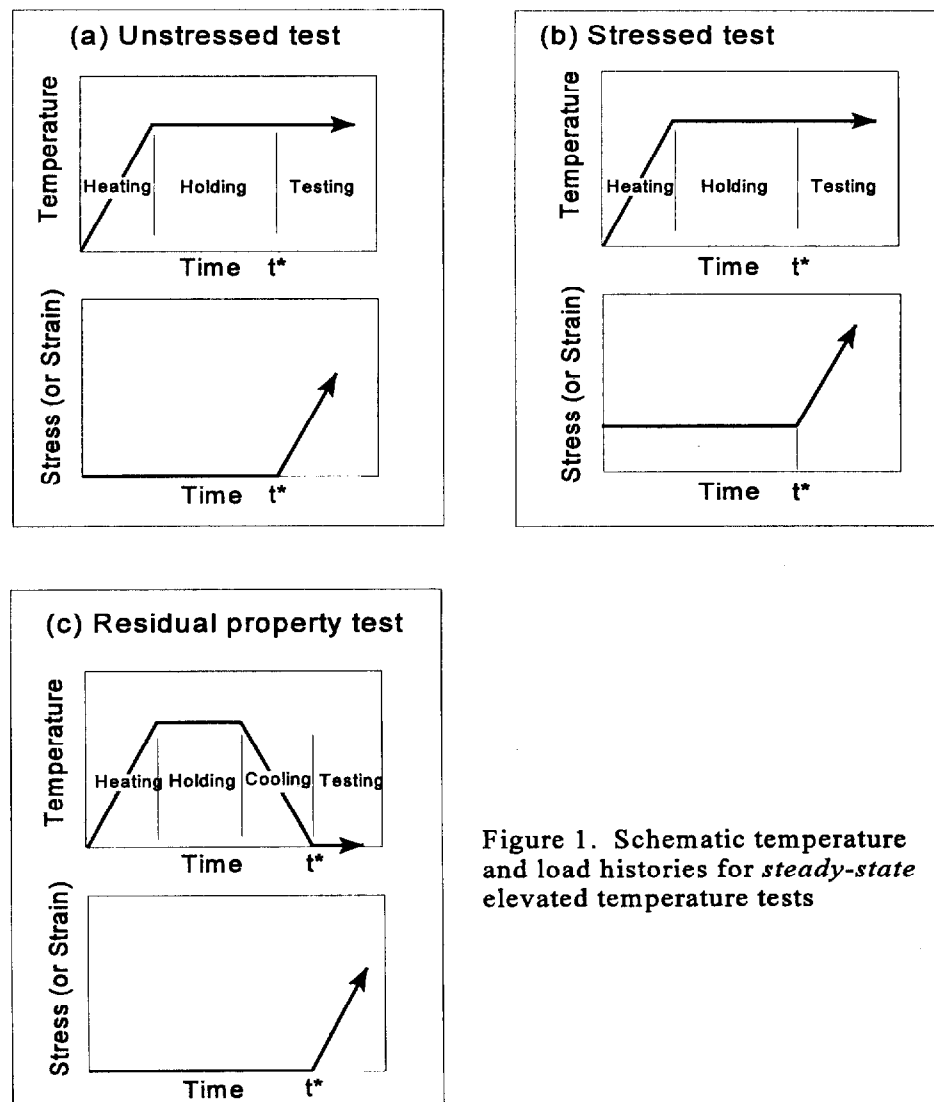 (a) Unstressed test
Temperature
Heating
Holding
Testing
Time t*
Stress (or Strain)
Time t*
(b) Stressed test
Temperature
Heating
Holding
Testing
Time t*
Stress (or Strain)
Time t*
(c) Residual property test
Temperature
Heating
Holding
Cooling
Testing
Time t*
Stress (or Strain)
Time t*
Figure 1. Schematic temperature
and load histories for steady-state
elevated temperature tests